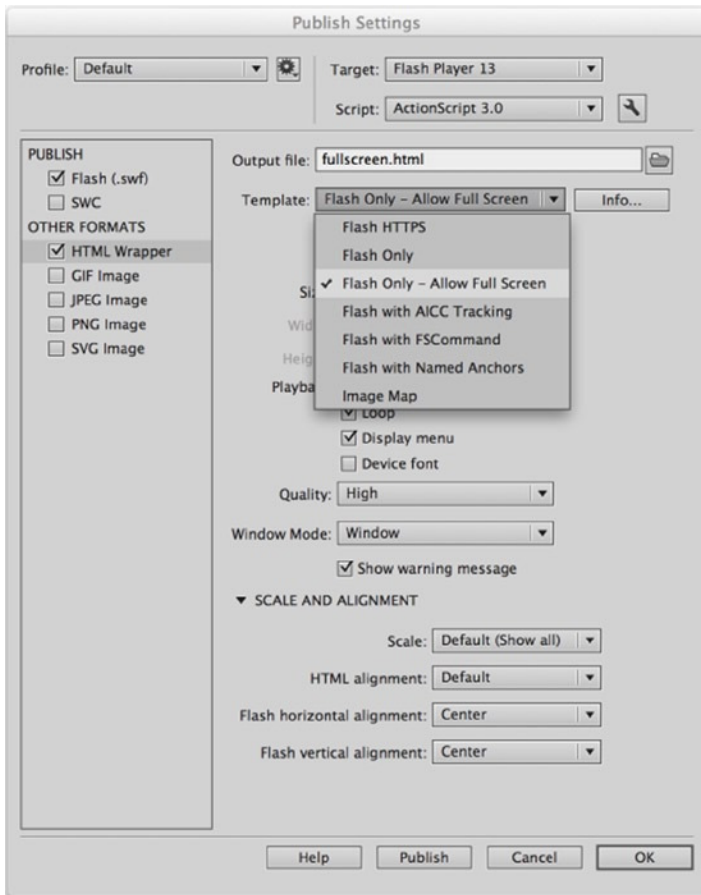 Publish Settings
Profile: Default
Target: Flash Player 13
Script: ActionScript 3.0
PUBLISH
Flash (.swf)
SWC
OTHER FORMATS
HTML Wrapper
GIF Image
JPEG Image
PNG Image
SVG Image
Output file: fullscreen.html
Template: Flash Only – Allow Full Screen Info...
Flash HTTPS
Flash Only
Flash Only – Allow Full Screen
Flash with AICC Tracking
Flash with FSCommand
Flash with Named Anchors
Image Map
Loop
Display menu
Device font
Quality: High
Window Mode: Window
Show warning message
SCALE AND ALIGNMENT
Scale: Default (Show all)
HTML alignment: Default
Flash horizontal alignment: Center
Flash vertical alignment: Center
Help Publish Cancel OK